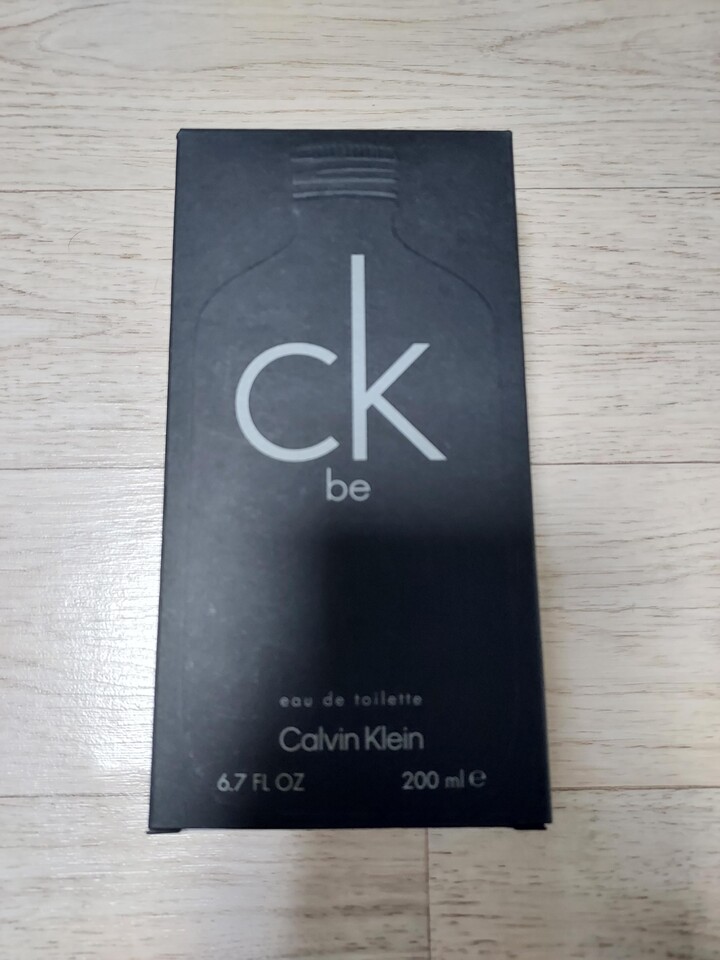 ck
be
eau de toilette
Calvin Klein
6.7 FL OZ 200 ml ℮